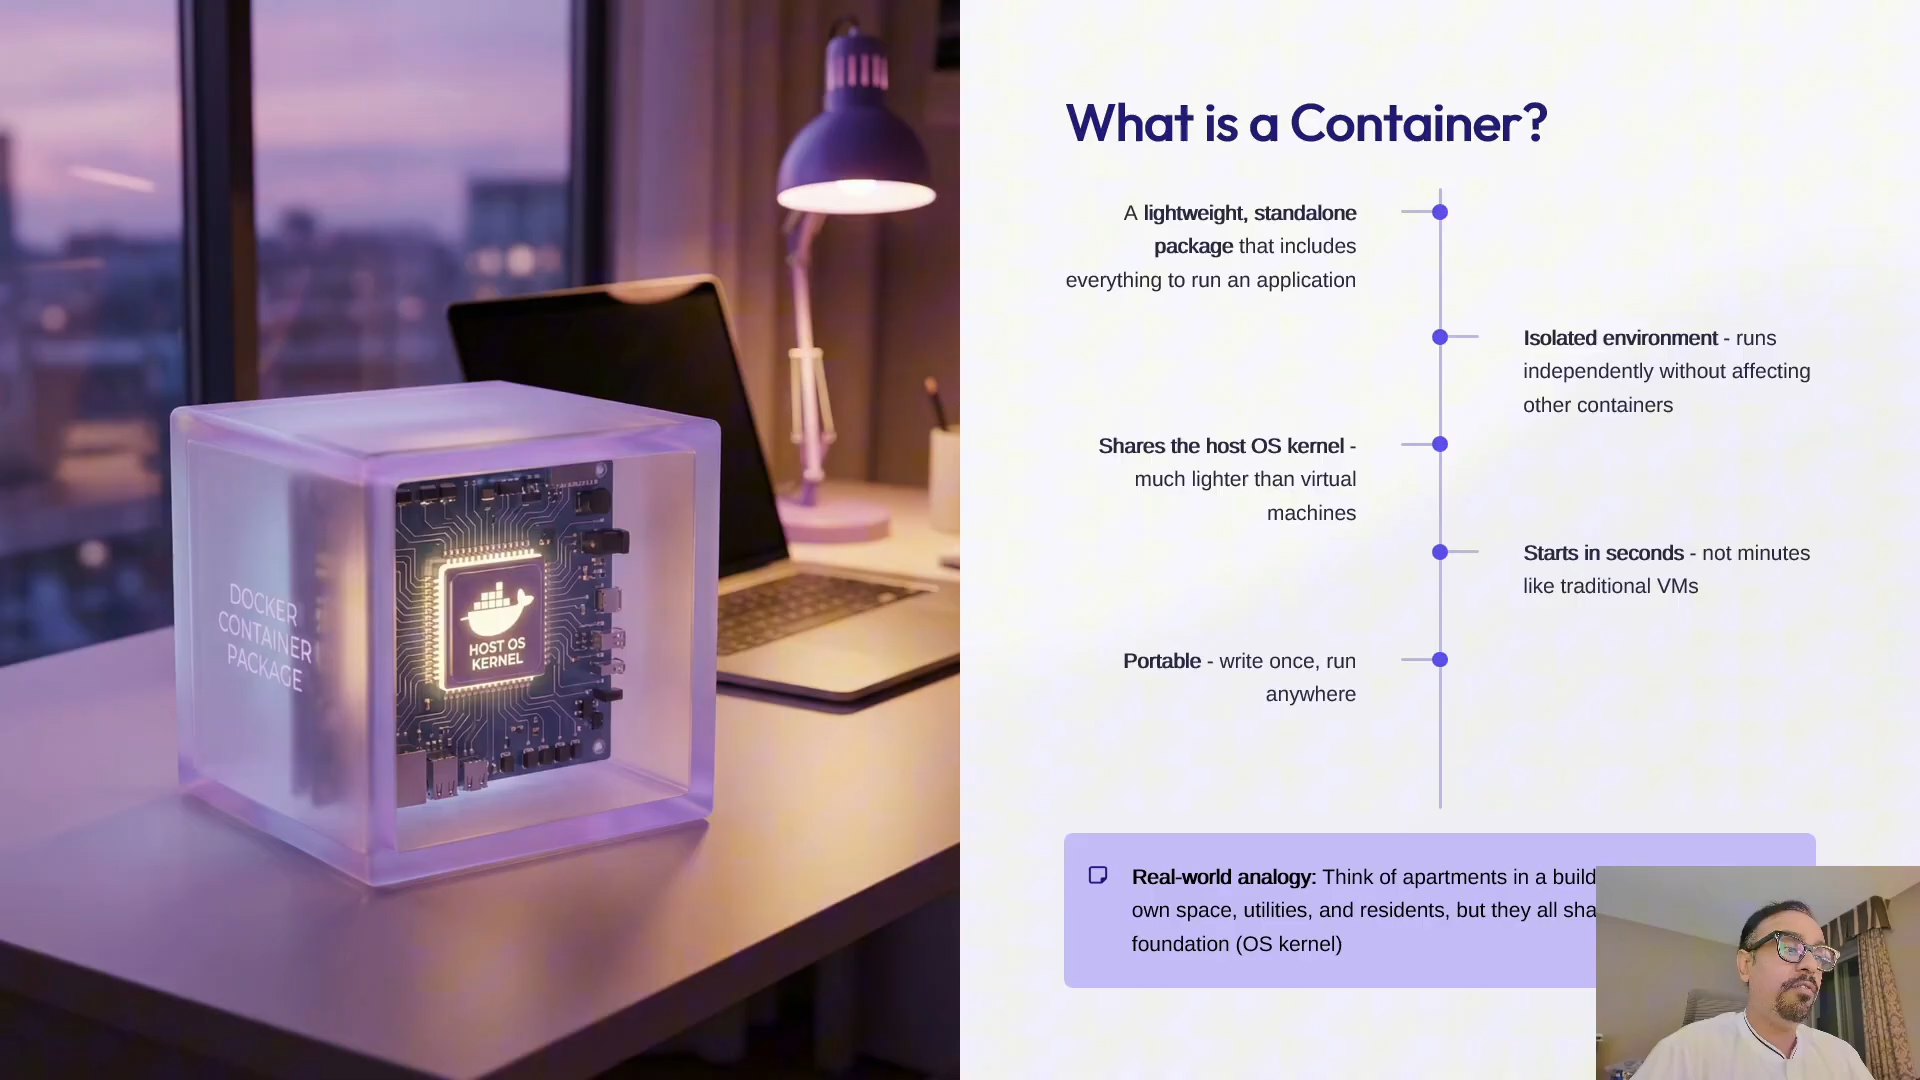 DOCKER
CONTAINER
PACKAGE
HOST OS
KERNEL
What is a Container?
A lightweight, standalone
package that includes
everything to run an application
Isolated environment - runs
independently without affecting
other containers
Shares the host OS kernel -
much lighter than virtual
machines
Starts in seconds - not minutes
like traditional VMs
Portable - write once, run
anywhere
Real-world analogy: Think of apartments in a build
own space, utilities, and residents, but they all sha
foundation (OS kernel)